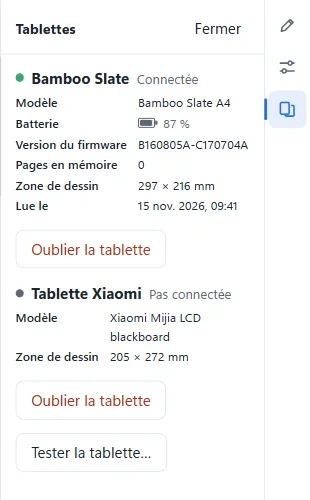 Tablettes Fermer
Bamboo Slate Connectée
Modèle Bamboo Slate A4
Batterie 87 %
Version du firmware B160805A-C170704A
Pages en mémoire 0
Zone de dessin 297 × 216 mm
Lue le 15 nov. 2026, 09:41
Oublier la tablette
Tablette Xiaomi Pas connectée
Modèle Xiaomi Mijia LCD
blackboard
Zone de dessin 205 × 272 mm
Oublier la tablette
Tester la tablette...